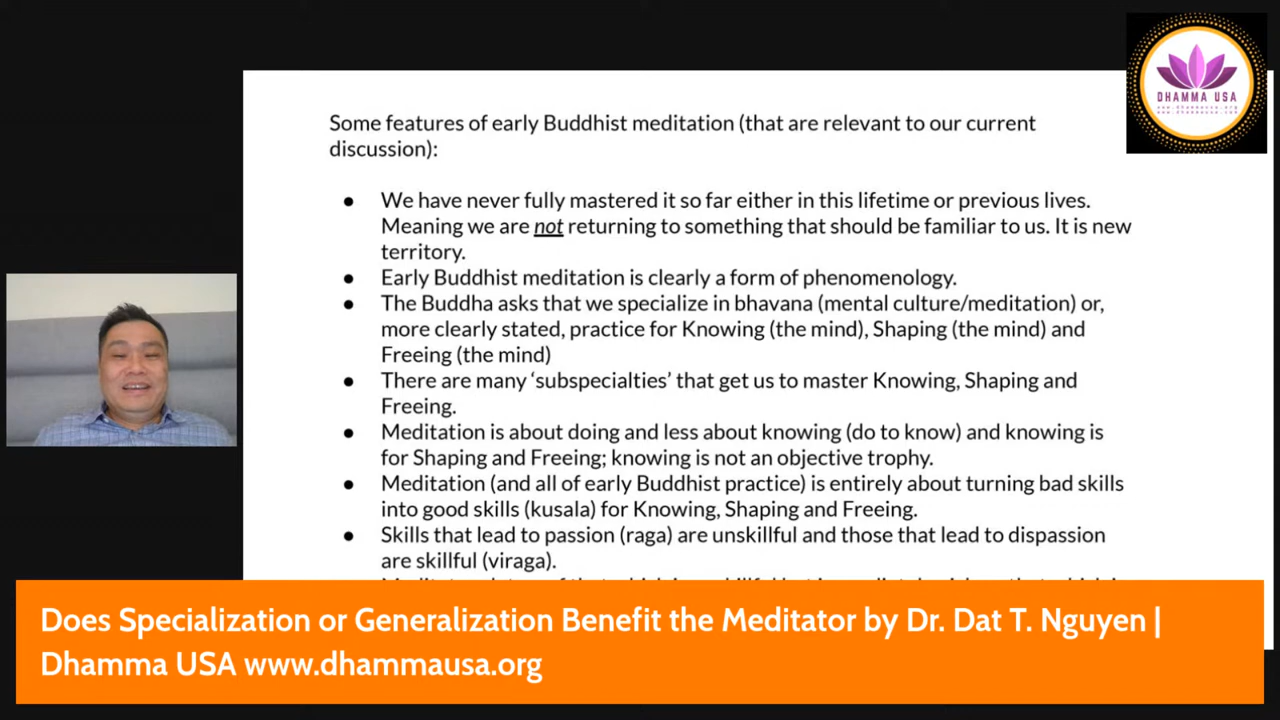 Some features of early Buddhist meditation (that are relevant to our current
discussion):
● We have never fully mastered it so far either in this lifetime or previous lives.
Meaning we are not returning to something that should be familiar to us. It is new
territory.
● Early Buddhist meditation is clearly a form of phenomenology.
● The Buddha asks that we specialize in bhavana (mental culture/meditation) or,
more clearly stated, practice for Knowing (the mind), Shaping (the mind) and
Freeing (the mind)
● There are many ‘subspecialties’ that get us to master Knowing, Shaping and
Freeing.
● Meditation is about doing and less about knowing (do to know) and knowing is
for Shaping and Freeing; knowing is not an objective trophy.
● Meditation (and all of early Buddhist practice) is entirely about turning bad skills
into good skills (kusala) for Knowing, Shaping and Freeing.
● Skills that lead to passion (raga) are unskillful and those that lead to dispassion
are skillful (viraga).
DHAMMA USA
www.dhammausa.org
www.dhammausa.com
Does Specialization or Generalization Benefit the Meditator by Dr. Dat T. Nguyen |
Dhamma USA www.dhammausa.org